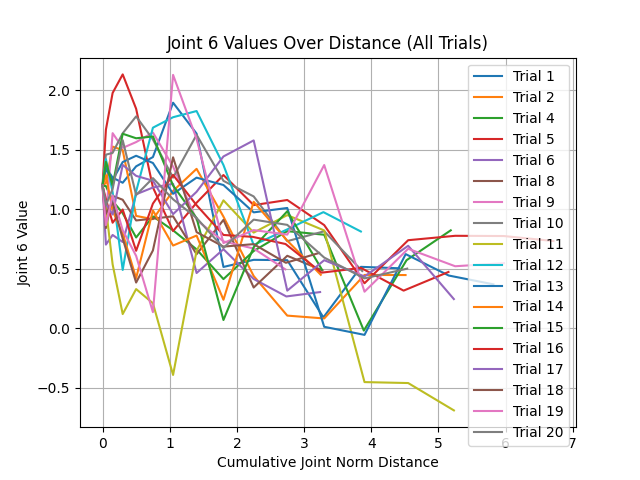 Joint 6 Values Over Distance (All Trials)
Joint 6 Value
2.0
1.5
1.0
0.5
0.0
−0.5
0
1
2
3
4
5
6
7
Cumulative Joint Norm Distance
Trial 1
Trial 2
Trial 4
Trial 5
Trial 6
Trial 8
Trial 9
Trial 10
Trial 11
Trial 12
Trial 13
Trial 14
Trial 15
Trial 16
Trial 17
Trial 18
Trial 19
Trial 20